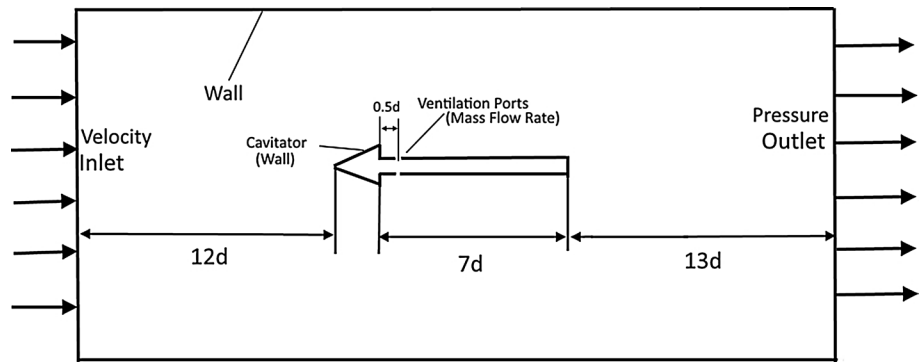 Wall
0.5d
Ventilation Ports
(Mass Flow Rate)
Cavitator
(Wall)
Velocity
Inlet
Pressure
Outlet
12d
7d
13d